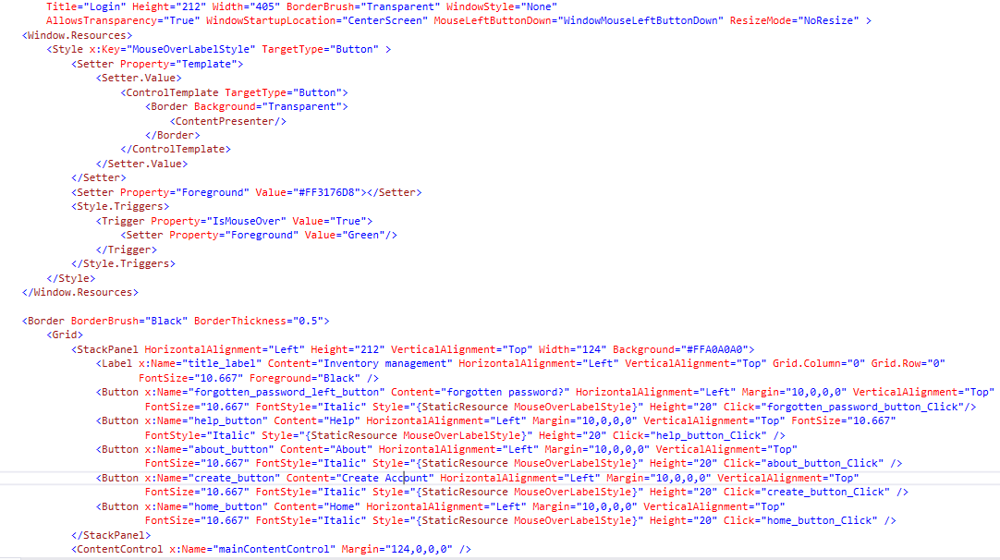 Title="Login" Height="212" Width="405" BorderBrush="Transparent" WindowStyle="None"
AllowsTransparency="True" WindowStartupLocation="CenterScreen" MouseLeftButtonDown="WindowMouseLeftButtonDown" ResizeMode="NoResize" >
<Window.Resources>
<Style x:Key="MouseOverLabelStyle" TargetType="Button" >
<Setter Property="Template">
<Setter.Value>
<ControlTemplate TargetType="Button">
<Border Background="Transparent">
<ContentPresenter/>
</Border>
</ControlTemplate>
</Setter.Value>
</Setter>
<Setter Property="Foreground" Value="#FF3176D8"></Setter>
<Style.Triggers>
<Trigger Property="IsMouseOver" Value="True">
<Setter Property="Foreground" Value="Green"/>
</Trigger>
</Style.Triggers>
</Style>
</Window.Resources>
<Border BorderBrush="Black" BorderThickness="0.5">
<Grid>
<StackPanel HorizontalAlignment="Left" Height="212" VerticalAlignment="Top" Width="124" Background="#FFA0A0A0">
<Label x:Name="title_label" Content="Inventory management" HorizontalAlignment="Left" VerticalAlignment="Top" Grid.Column="0" Grid.Row="0"
FontSize="10.667" Foreground="Black" />
<Button x:Name="forgotten_password_left_button" Content="forgotten password?" HorizontalAlignment="Left" Margin="10,0,0,0" VerticalAlignment="Top"
FontSize="10.667" FontStyle="Italic" Style="{StaticResource MouseOverLabelStyle}" Height="20" Click="forgotten_password_button_Click"/>
<Button x:Name="help_button" Content="Help" HorizontalAlignment="Left" Margin="10,0,0,0" VerticalAlignment="Top" FontSize="10.667"
FontStyle="Italic" Style="{StaticResource MouseOverLabelStyle}" Height="20" Click="help_button_Click" />
<Button x:Name="about_button" Content="About" HorizontalAlignment="Left" Margin="10,0,0,0" VerticalAlignment="Top"
FontSize="10.667" FontStyle="Italic" Style="{StaticResource MouseOverLabelStyle}" Height="20" Click="about_button_Click" />
<Button x:Name="create_button" Content="Create Account" HorizontalAlignment="Left" Margin="10,0,0,0" VerticalAlignment="Top"
FontSize="10.667" FontStyle="Italic" Style="{StaticResource MouseOverLabelStyle}" Height="20" Click="create_button_Click" />
<Button x:Name="home_button" Content="Home" HorizontalAlignment="Left" Margin="10,0,0,0" VerticalAlignment="Top"
FontSize="10.667" FontStyle="Italic" Style="{StaticResource MouseOverLabelStyle}" Height="20" Click="home_button_Click" />
</StackPanel>
<ContentControl x:Name="mainContentControl" Margin="124,0,0,0" />